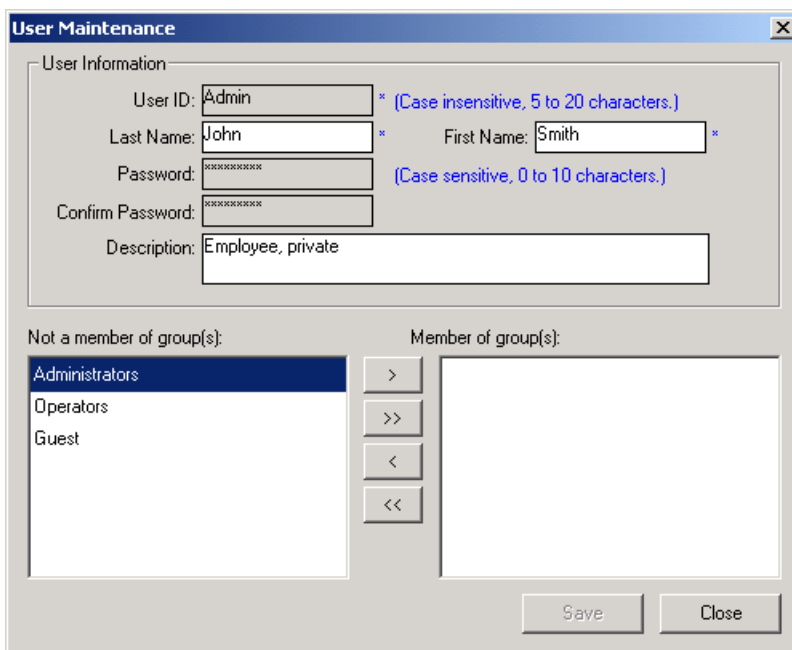 User Maintenance
User Information
User ID: Admin * (Case insensitive, 5 to 20 characters.)
Last Name: John * First Name: Smith *
Password: ********* (Case sensitive, 0 to 10 characters.)
Confirm Password: *********
Description: Employee, private
Not a member of group(s): Member of group(s):
Administrators >
Operators >>
Guest
<
<<
Save Close